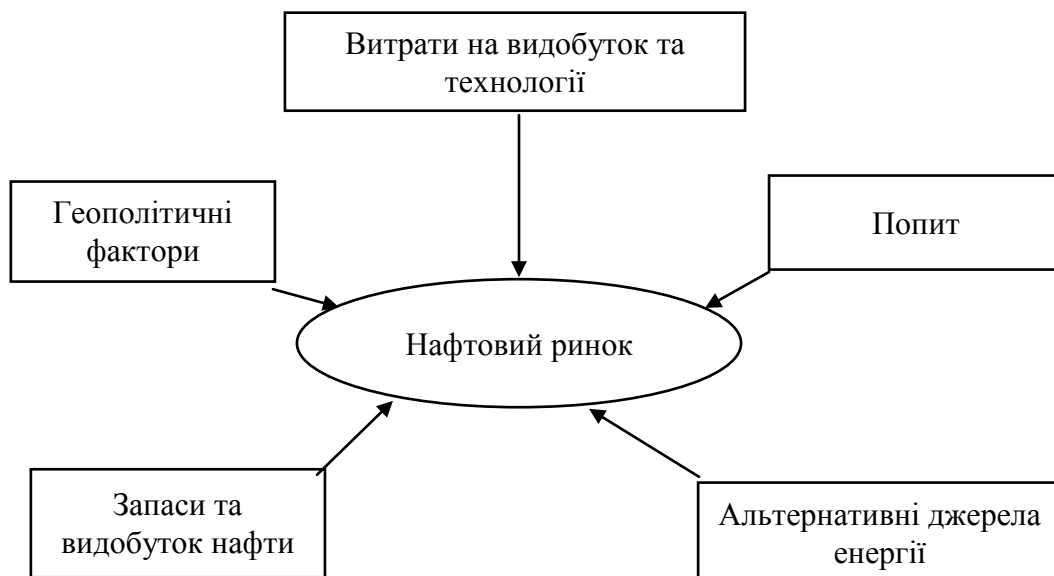 Витрати на видобуток та
технології
Геополітичні
фактори
Попит
Нафтовий ринок
Запаси та
видобуток нафти
Альтернативні джерела
енергії